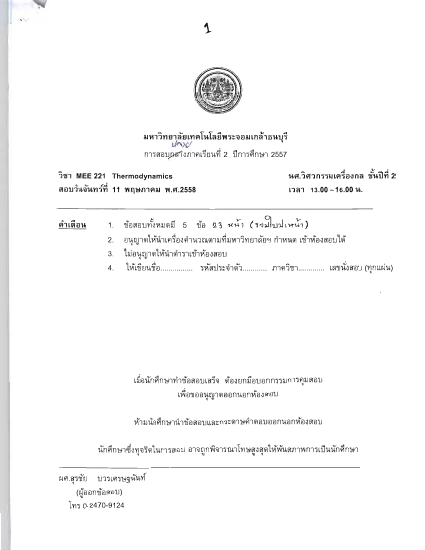 1
มหาวิทยาลัยเทคโนโลยีพระจอมเกล้าธนบุรี
ปลาย
การสอบกลางภาคเรียนที่ 2 ปีการศึกษา 2557
วิชา MEE 221 Thermodynamics นศ.วิศวกรรมเครื่องกล ชั้นปีที่ 2
สอบวันจันทร์ที่ 11 พฤษภาคม พ.ศ.2558 เวลา 13.00-16.00 น.
คำเตือน 1. ข้อสอบทั้งหมดมี 5 ข้อ 23 หน้า (รวมใบปะหน้า)
2. อนุญาตให้นำเครื่องคำนวณตามที่มหาวิทยาลัยฯ กำหนด เข้าห้องสอบได้
3. ไม่อนุญาตให้นำตำราเข้าห้องสอบ
4. ให้เขียนชื่อ............... รหัสประจำตัว........... ภาควิชา............. เลขนั่งสอบ (ทุกแผ่น)
เมื่อนักศึกษาทำข้อสอบเสร็จ ต้องยกมือบอกกรรมการคุมสอบ
เพื่อขออนุญาตออกนอกห้องสอบ
ห้ามนักศึกษานำข้อสอบและกระดาษคำตอบออกนอกห้องสอบ
นักศึกษาซึ่งทุจริตในการสอบ อาจถูกพิจารณาโทษสูงสุดให้พ้นสภาพการเป็นนักศึกษา
ผศ.สุรชัย บวรเศรษฐนันท์
(ผู้ออกข้อสอบ)
โทร 0-2470-9124